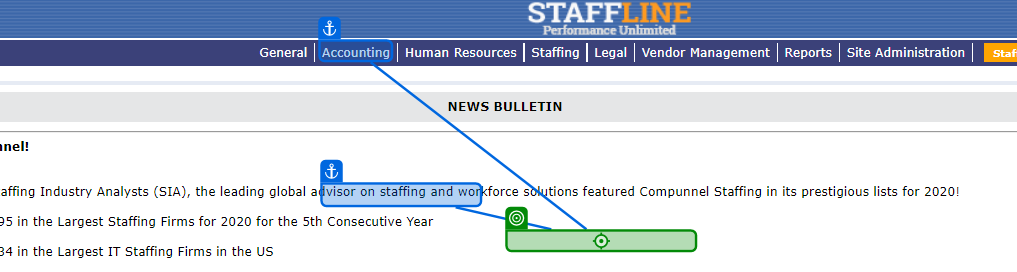 STAFFLINE
Performance Unlimited
General Accounting Human Resources Staffing Legal Vendor Management Reports Site Administration Staf
NEWS BULLETIN
nnel!
affing Industry Analysts (SIA), the leading global advisor on staffing and workforce solutions featured Compunnel Staffing in its prestigious lists for 2020!
95 in the Largest Staffing Firms for 2020 for the 5th Consecutive Year
34 in the Largest IT Staffing Firms in the US